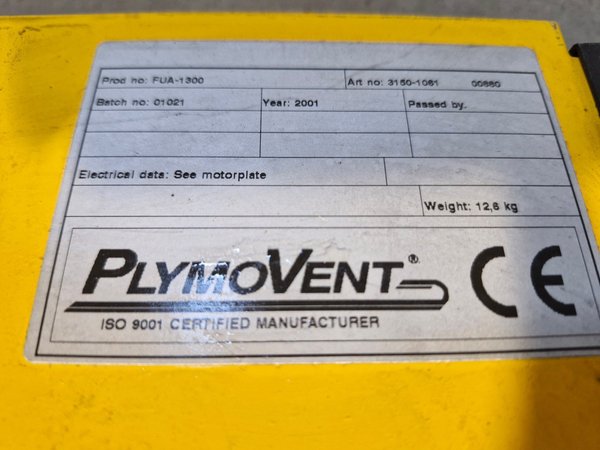 Prod no: FUA-1300 Art no: 3150-1061 00880
Batch no: 01021 Year: 2001 Passed by.
Electrical data: See motorplate
Weight: 12,6 kg
PLYMOVENT® CE
ISO 9001 CERTIFIED MANUFACTURER